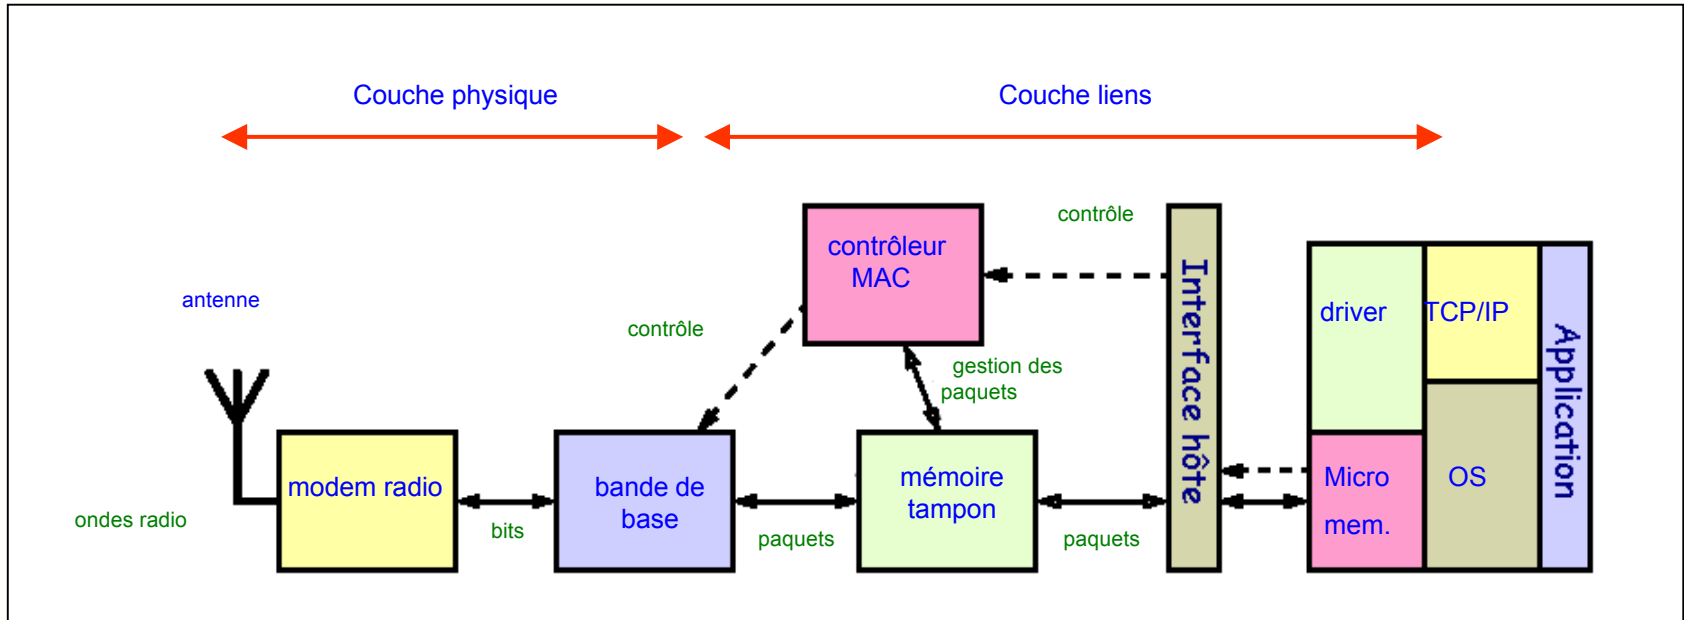 Couche physique
Couche liens
contrôle
contrôleur
MAC
antenne
contrôle
gestion des
paquets
Interface hôte
driver
TCP/IP
Application
modem radio
bande de
base
mémoire
tampon
Micro
mem.
OS
ondes radio
bits
paquets
paquets